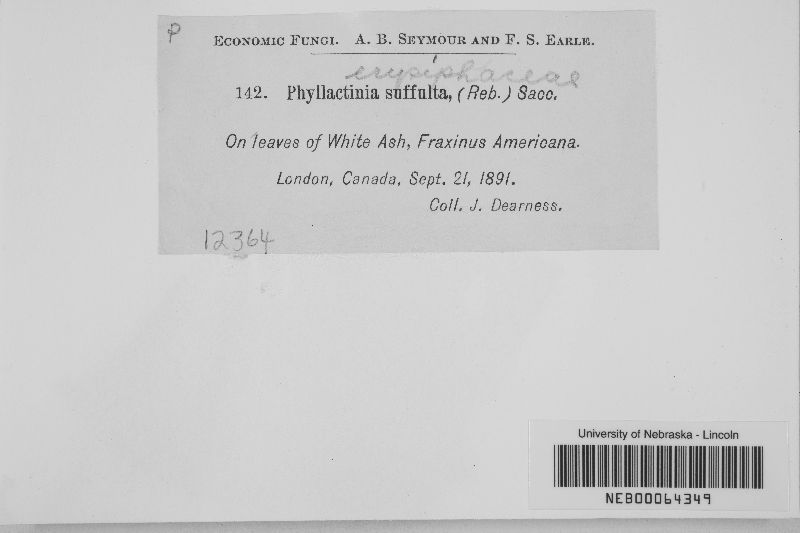 P
ECONOMIC FUNGI. A. B. SEYMOUR AND F. S. EARLE.
erysiphaceae
142. Phyllactinia suffulta, (Reb.) Sacc.
On leaves of White Ash, Fraxinus Americana.
London, Canada, Sept. 21, 1891.
Coll. J. Dearness.
12364
University of Nebraska - Lincoln
NEB00064349